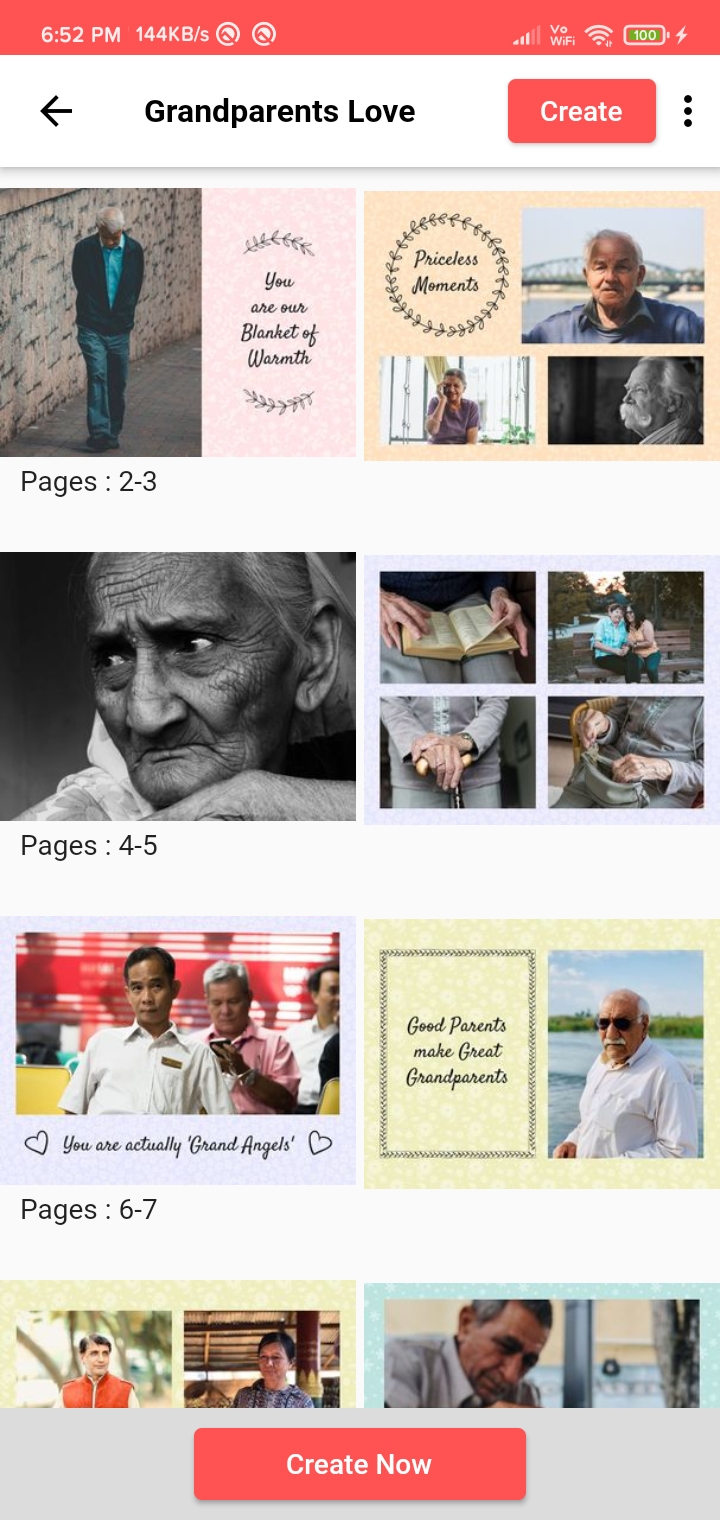 6:52 PM 144KB/s Vo WiFi 100
Grandparents Love Create
You
are our
Blanket of
Warmth
Priceless
Moments
Pages : 2-3
Pages : 4-5
You are actually 'Grand Angels'
Good Parents
make Great
Grandparents
Pages : 6-7
Create Now